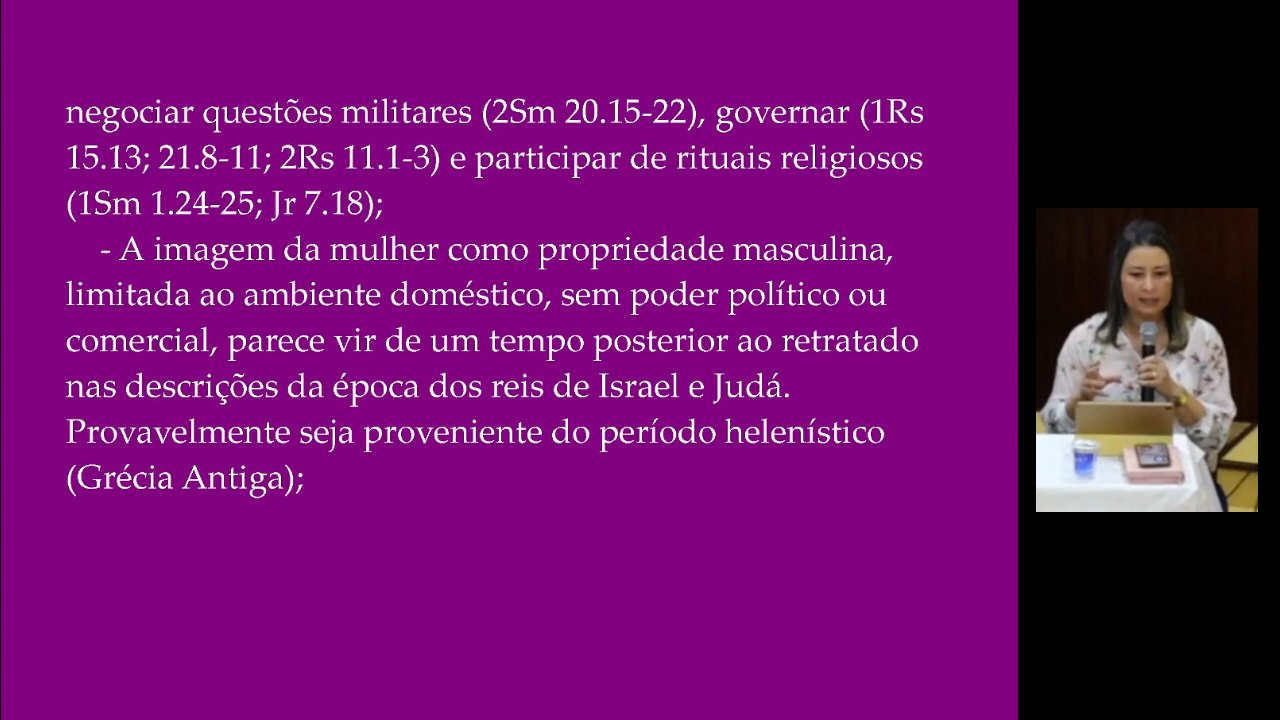 negociar questões militares (2Sm 20.15-22), governar (1Rs
15.13; 21.8-11; 2Rs 11.1-3) e participar de rituais religiosos
(1Sm 1.24-25; Jr 7.18);
- A imagem da mulher como propriedade masculina,
limitada ao ambiente doméstico, sem poder político ou
comercial, parece vir de um tempo posterior ao retratado
nas descrições da época dos reis de Israel e Judá.
Provavelmente seja proveniente do período helenístico
(Grécia Antiga);